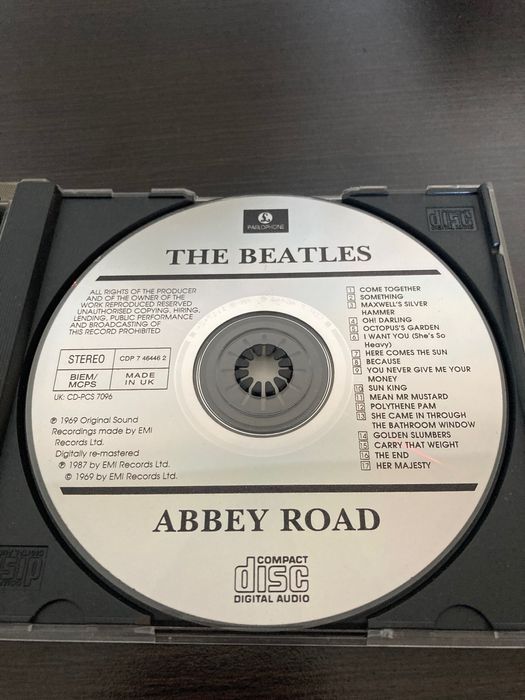 PARLOPHONE
THE BEATLES
ALL RIGHTS OF THE PRODUCER
AND OF THE OWNER OF THE
WORK REPRODUCED RESERVED
UNAUTHORISED COPYING, HIRING,
LENDING, PUBLIC PERFORMANCE
AND BROADCASTING OF
THIS RECORD PROHIBITED
STEREO CDP 7 46446 2
BIEM/ MCPS MADE IN UK
UK: CD-PCS 7096
℗ 1969 Original Sound
Recordings made by EMI
Records Ltd.
Digitally re-mastered
℗ 1987 by EMI Records Ltd.
© 1969 by EMI Records Ltd.
1 COME TOGETHER
2 SOMETHING
3 MAXWELL'S SILVER
HAMMER
4 OH! DARLING
5 OCTOPUS'S GARDEN
6 I WANT YOU (She's So
Heavy)
7 HERE COMES THE SUN
8 BECAUSE
9 YOU NEVER GIVE ME YOUR
MONEY
10 SUN KING
11 MEAN MR MUSTARD
12 POLYTHENE PAM
13 SHE CAME IN THROUGH
THE BATHROOM WINDOW
14 GOLDEN SLUMBERS
15 CARRY THAT WEIGHT
16 THE END
17 HER MAJESTY
ABBEY ROAD
COMPACT
disc
DIGITAL AUDIO
disc